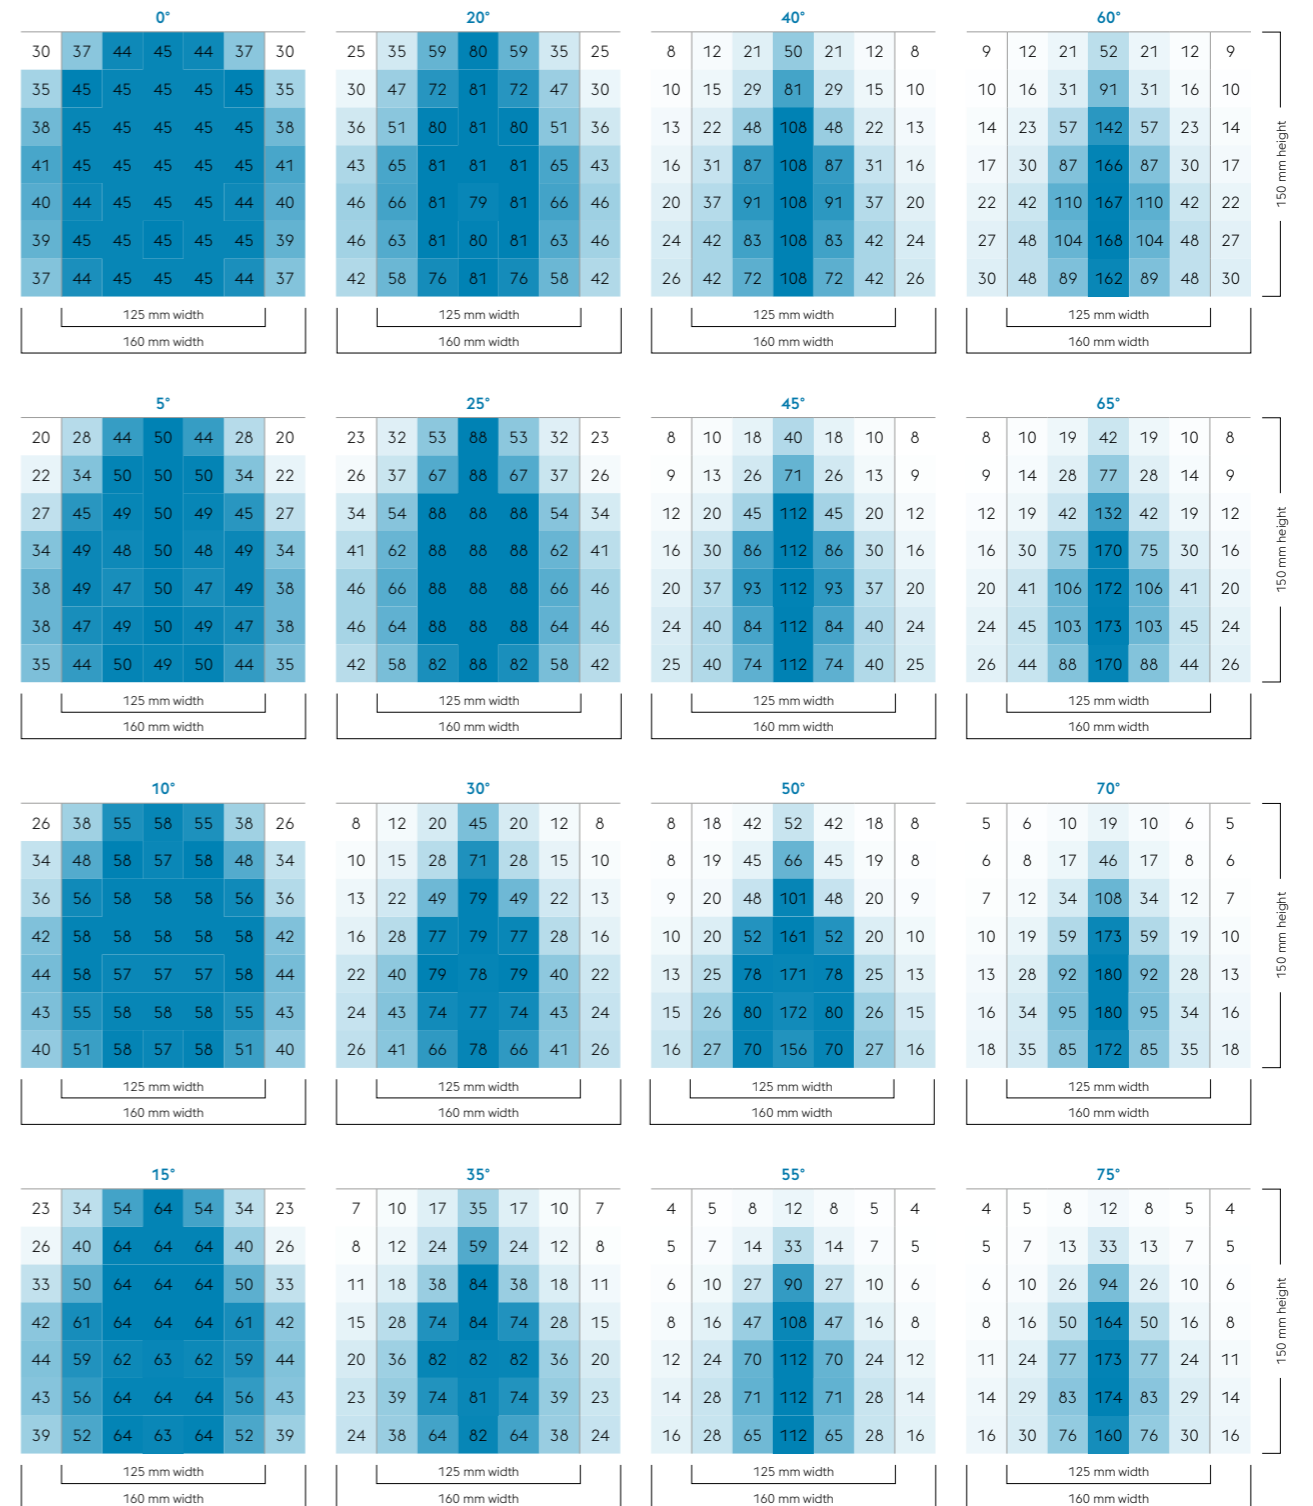 0° 20° 40° 60°
30 37 44 45 44 37 30 25 35 59 80 59 35 25 8 12 21 50 21 12 8 9 12 21 52 21 12 9
35 45 45 45 45 45 35 30 47 72 81 72 47 30 10 15 29 81 29 15 10 10 16 31 91 31 16 10
38 45 45 45 45 45 38 36 51 80 81 80 51 36 13 22 48 108 48 22 13 14 23 57 142 57 23 14
41 45 45 45 45 45 41 43 65 81 81 81 65 43 16 31 87 108 87 31 16 17 30 87 166 87 30 17
40 44 45 45 45 44 40 46 66 81 79 81 66 46 20 37 91 108 91 37 20 22 42 110 167 110 42 22
39 45 45 45 45 45 39 46 63 81 80 81 63 46 24 42 83 108 83 42 24 27 48 104 168 104 48 27
37 44 45 45 45 44 37 42 58 76 81 76 58 42 26 42 72 108 72 42 26 30 48 89 162 89 48 30
150 mm height
125 mm width 125 mm width 125 mm width 125 mm width
160 mm width 160 mm width 160 mm width 160 mm width
5° 25° 45° 65°
20 28 44 50 44 28 20 23 32 53 88 53 32 23 8 10 18 40 18 10 8 8 10 19 42 19 10 8
22 34 50 50 50 34 22 26 37 67 88 67 37 26 9 13 26 71 26 13 9 9 14 28 77 28 14 9
27 45 49 50 49 45 27 34 54 88 88 88 54 34 12 20 45 112 45 20 12 12 19 42 132 42 19 12
34 49 48 50 48 49 34 41 62 88 88 88 62 41 16 30 86 112 86 30 16 16 30 75 170 75 30 16
38 49 47 50 47 49 38 46 66 88 88 88 66 46 20 37 93 112 93 37 20 20 41 106 172 106 41 20
38 47 49 50 49 47 38 46 64 88 88 88 64 46 24 40 84 112 84 40 24 24 45 103 173 103 45 24
35 44 50 49 50 44 35 42 58 82 88 82 58 42 25 40 74 112 74 40 25 26 44 88 170 88 44 26
150 mm height
125 mm width 125 mm width 125 mm width 125 mm width
160 mm width 160 mm width 160 mm width 160 mm width
10° 30° 50° 70°
26 38 55 58 55 38 26 8 12 20 45 20 12 8 8 18 42 52 42 18 8 5 6 10 19 10 6 5
34 48 58 57 58 48 34 10 15 28 71 28 15 10 8 19 45 66 45 19 8 6 8 17 46 17 8 6
36 56 58 58 58 56 36 13 22 49 79 49 22 13 9 20 48 101 48 20 9 7 12 34 108 34 12 7
42 58 58 58 58 58 42 16 28 77 79 77 28 16 10 20 52 161 52 20 10 10 19 59 173 59 19 10
44 58 57 57 57 58 44 22 40 79 78 79 40 22 13 25 78 171 78 25 13 13 28 92 180 92 28 13
43 55 58 58 58 55 43 24 43 74 77 74 43 24 15 26 80 172 80 26 15 16 34 95 180 95 34 16
40 51 58 57 58 51 40 26 41 66 78 66 41 26 16 27 70 156 70 27 16 18 35 85 172 85 35 18
150 mm height
125 mm width 125 mm width 125 mm width 125 mm width
160 mm width 160 mm width 160 mm width 160 mm width
15° 35° 55° 75°
23 34 54 64 54 34 23 7 10 17 35 17 10 7 4 5 8 12 8 5 4 4 5 8 12 8 5 4
26 40 64 64 64 40 26 8 12 24 59 24 12 8 5 7 14 33 14 7 5 5 7 13 33 13 7 5
33 50 64 64 64 50 33 11 18 38 84 38 18 11 6 10 27 90 27 10 6 6 10 26 94 26 10 6
42 61 64 64 64 61 42 15 28 74 84 74 28 15 8 16 47 108 47 16 8 8 16 50 164 50 16 8
44 59 62 63 62 59 44 20 36 82 82 82 36 20 12 24 70 112 70 24 12 11 24 77 173 77 24 11
43 56 64 64 64 56 43 23 39 74 81 74 39 23 14 28 71 112 71 28 14 14 29 83 174 83 29 14
39 52 64 63 64 52 39 24 38 64 82 64 38 24 16 28 65 112 65 28 16 16 30 76 160 76 30 16
150 mm height
125 mm width 125 mm width 125 mm width 125 mm width
160 mm width 160 mm width 160 mm width 160 mm width